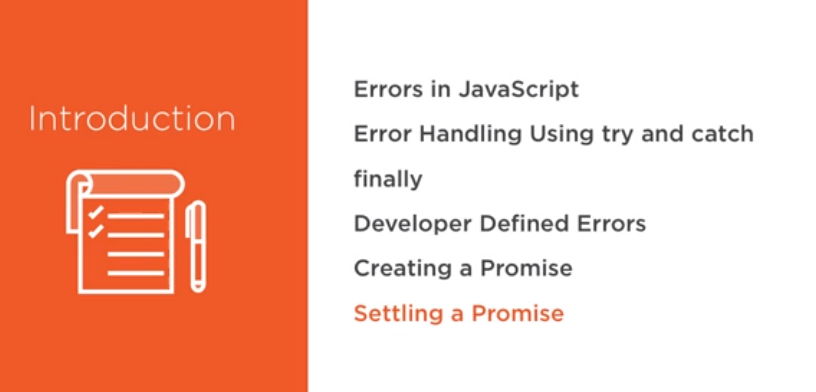 Introduction
Errors in JavaScript
Error Handling Using try and catch
finally
Developer Defined Errors
Creating a Promise
Settling a Promise